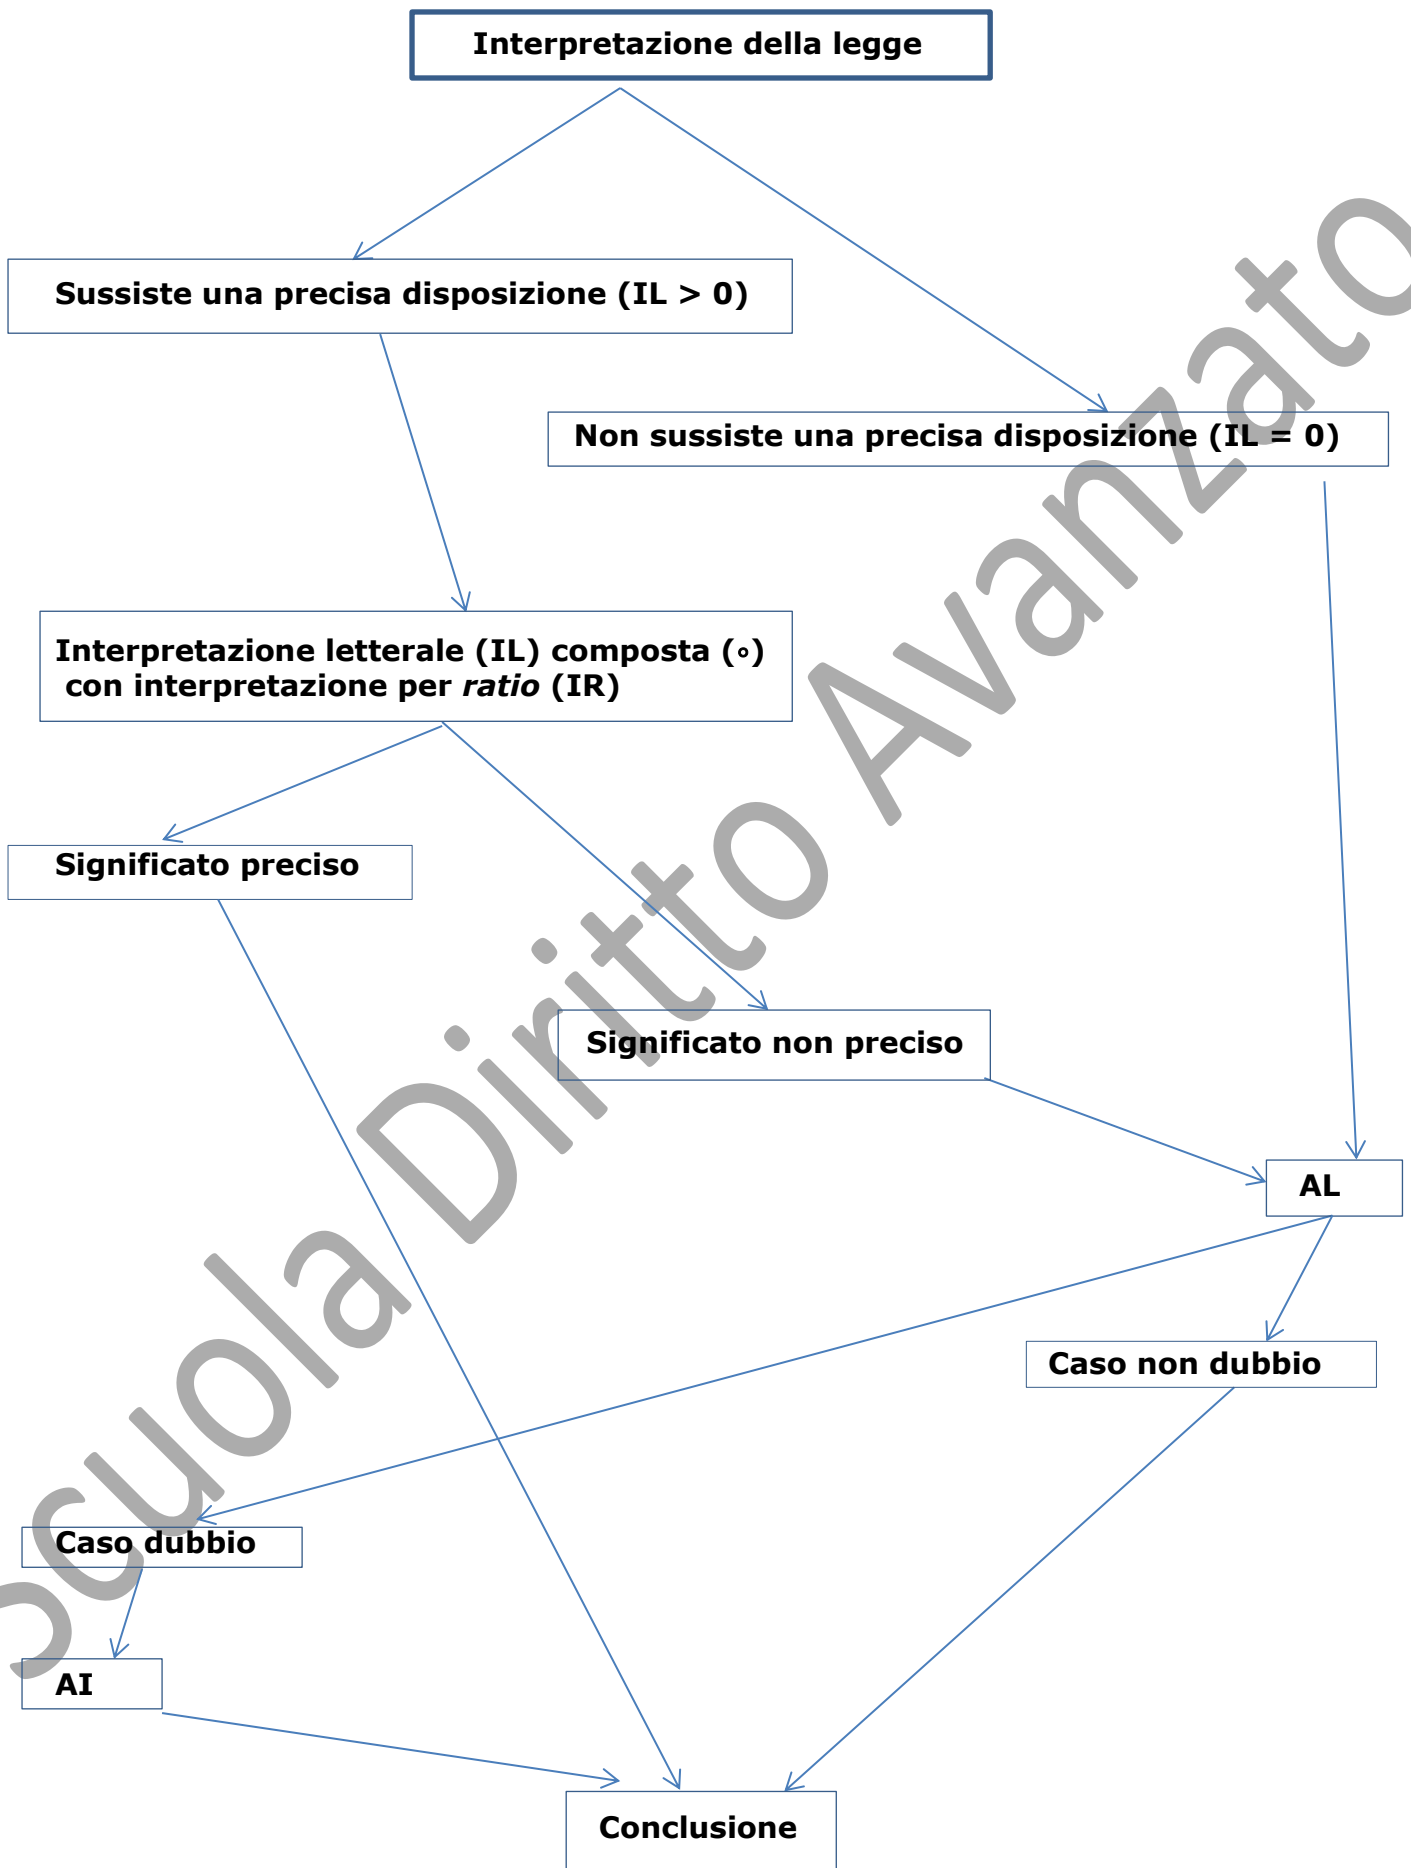 Interpretazione della legge
Sussiste una precisa disposizione (IL > 0)
Non sussiste una precisa disposizione (IL = 0)
Interpretazione letterale (IL) composta (∘)
con interpretazione per ratio (IR)
Significato preciso
Significato non preciso
AL
Caso non dubbio
Caso dubbio
AI
Conclusione
Scuola Diritto Avanzato